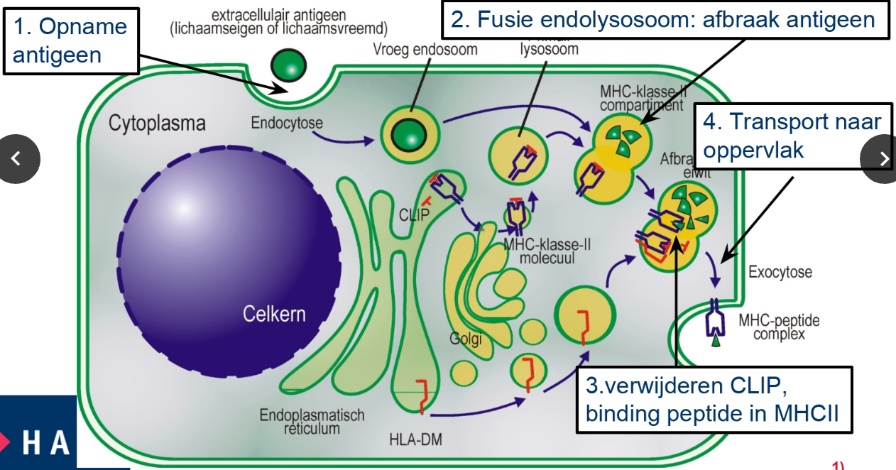 1. Opname
antigeen
extracellulair antigeen
(lichaamseigen of lichaamsvreemd)
2. Fusie endolysosoom: afbraak antigeen
Vroeg endosoom
lysosoom
MHC-klasse-II
compartiment
Cytoplasma
Endocytose
4. Transport naar
oppervlak
eiwit
CLIP
MHC-klasse-II
molecuul
Exocytose
Celkern
Golgi
MHC-peptide
complex
3.verwijderen CLIP,
binding peptide in MHCII
Endoplasmatisch
reticulum
HLA-DM
HA
1)